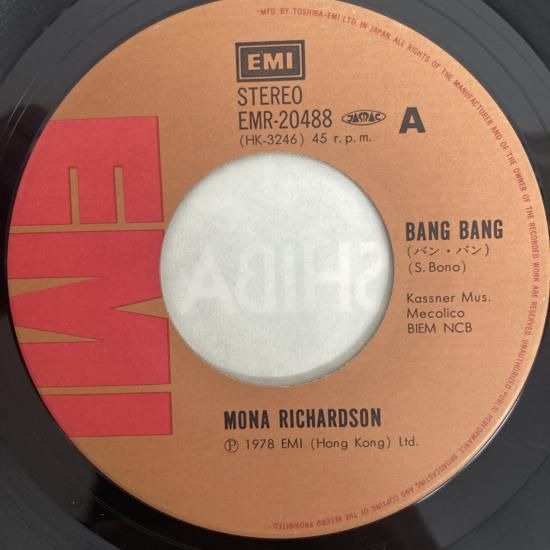 "MFD. BY TOSHIBA-EMI LTD. IN JAPAN. ALL RIGHTS OF THE MANUFACTURER AND OF THE OWNER OF THE RECORDED WORK ARE RESERVED. UNAUTHORIZED PUBLIC PERFORMANCE BROADCASTING AND COPYING OF THE RECORD PROHIBITED"
EMI
STEREO
EMR-20488 JASRAC A
(HK-3246) 45 r.p.m.
EMI
BANG BANG
(バン・バン)
(S. Bono)
Kassner Mus.
Mecolico
BIEM NCB
SHIBA
MONA RICHARDSON
Ⓟ 1978 EMI (Hong Kong) Ltd.